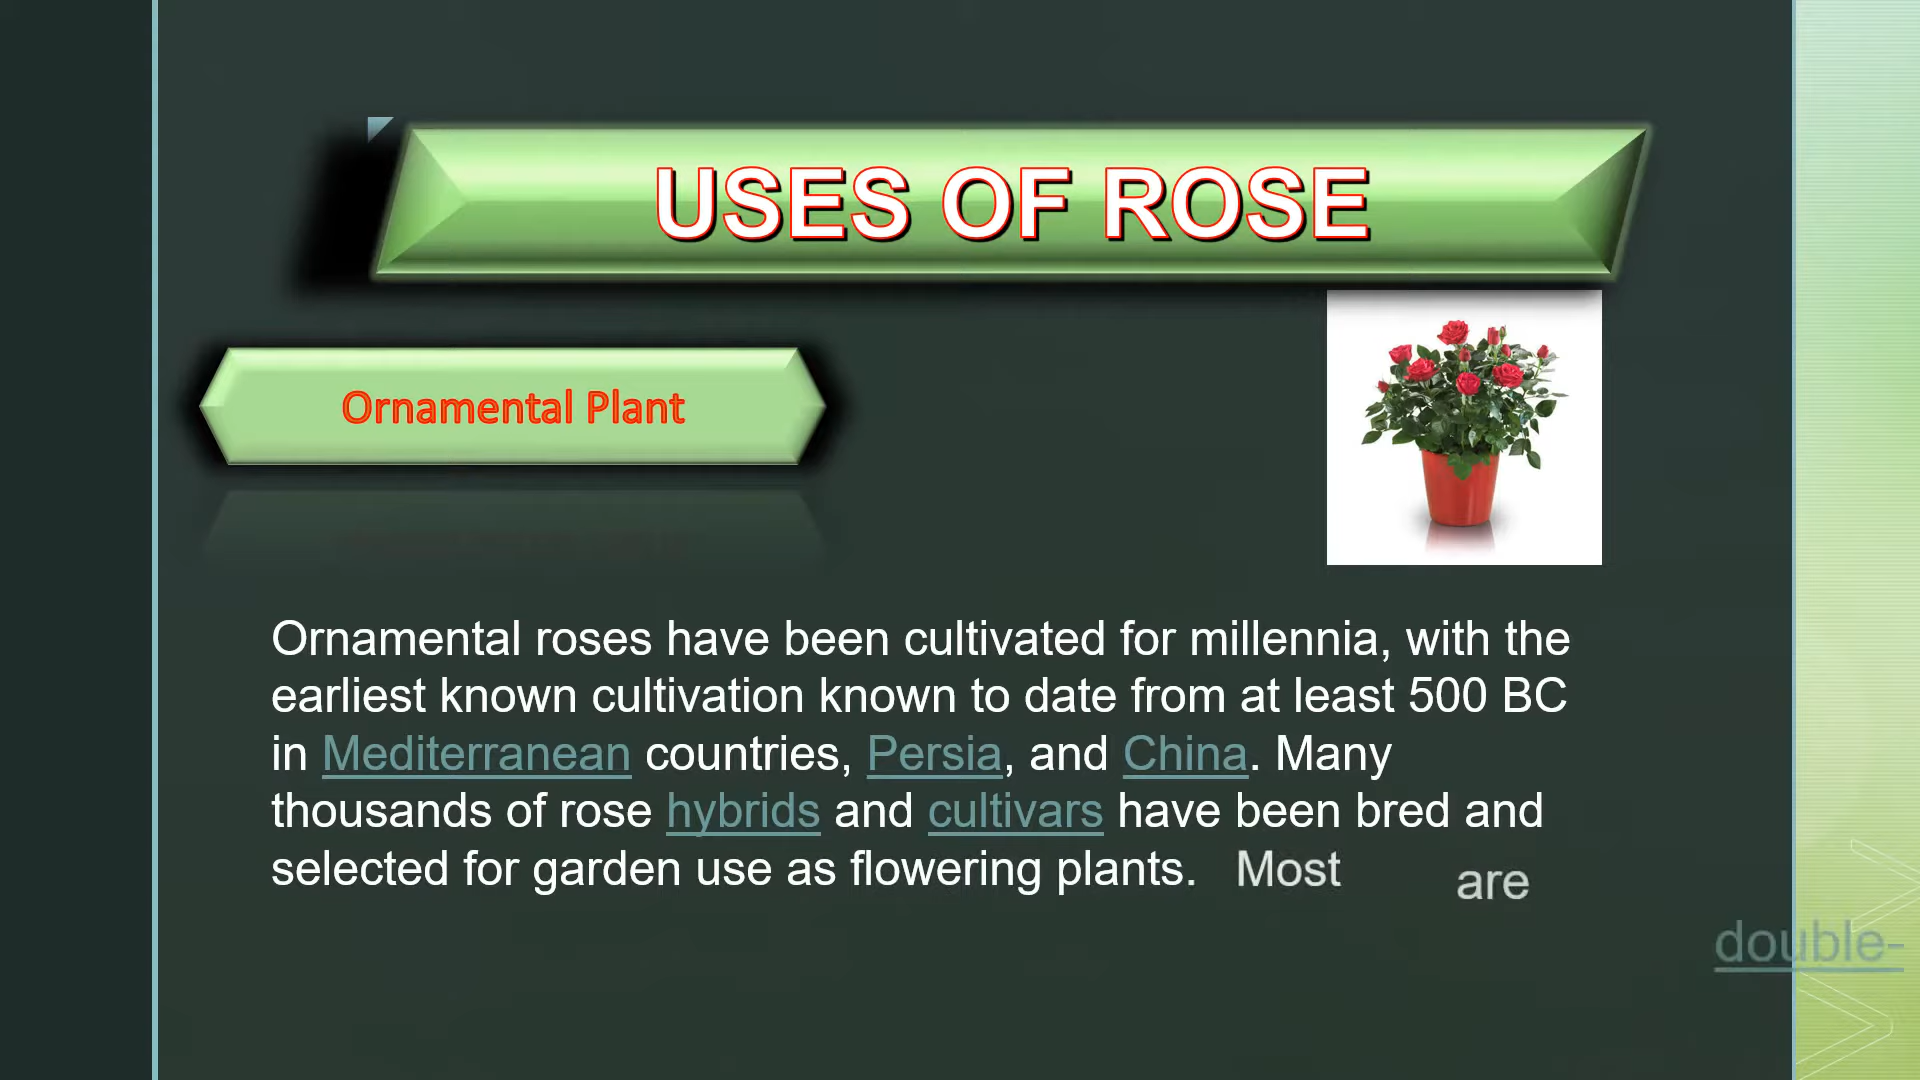 USES OF ROSE
Ornamental Plant
Ornamental roses have been cultivated for millennia, with the
earliest known cultivation known to date from at least 500 BC
in Mediterranean countries, Persia, and China. Many
thousands of rose hybrids and cultivars have been bred and
selected for garden use as flowering plants. Most are
double-